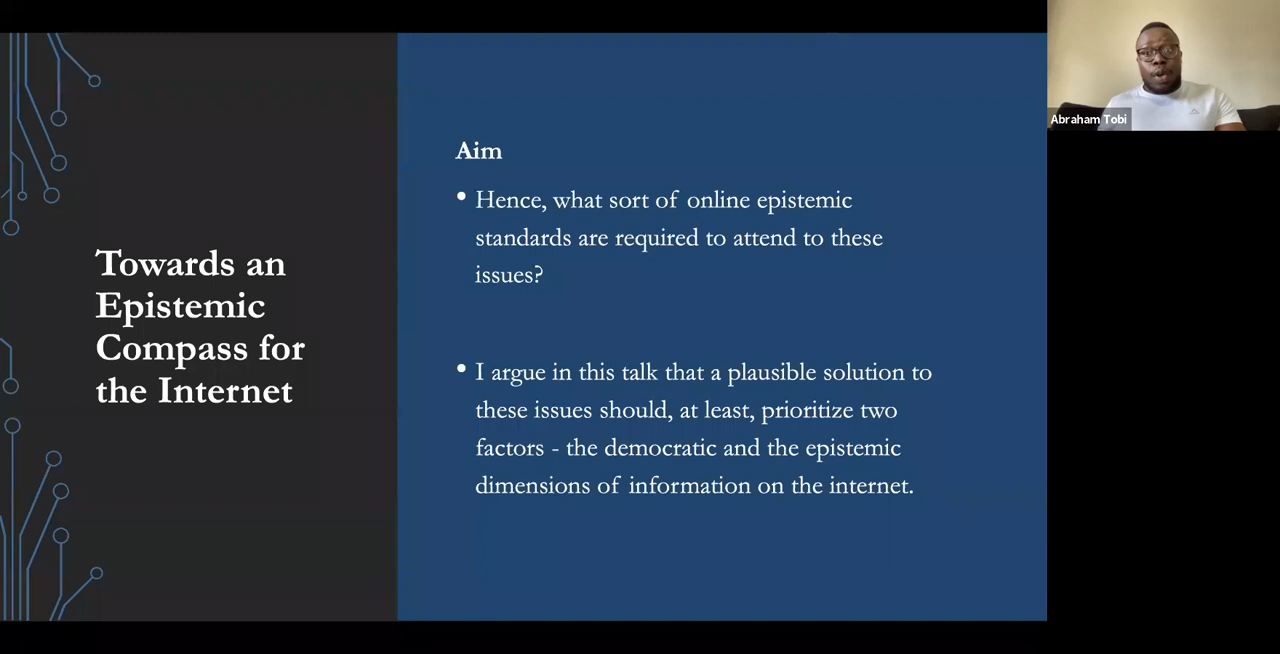 Towards an
Epistemic
Compass for
the Internet
Aim
• Hence, what sort of online epistemic
standards are required to attend to these
issues?
• I argue in this talk that a plausible solution to
these issues should, at least, prioritize two
factors - the democratic and the epistemic
dimensions of information on the internet.
Abraham Tobi